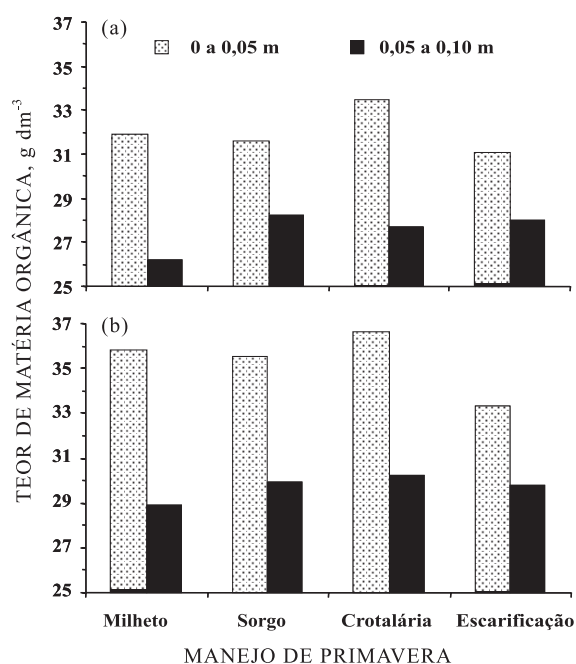 TEOR DE MATÉRIA ORGÂNICA, g dm⁻³
(a)
0 a 0,05 m
0,05 a 0,10 m
37
35
33
31
29
27
25
(b)
37
35
33
31
29
27
25
Milheto
Sorgo
Crotalária
Escarificação
MANEJO DE PRIMAVERA